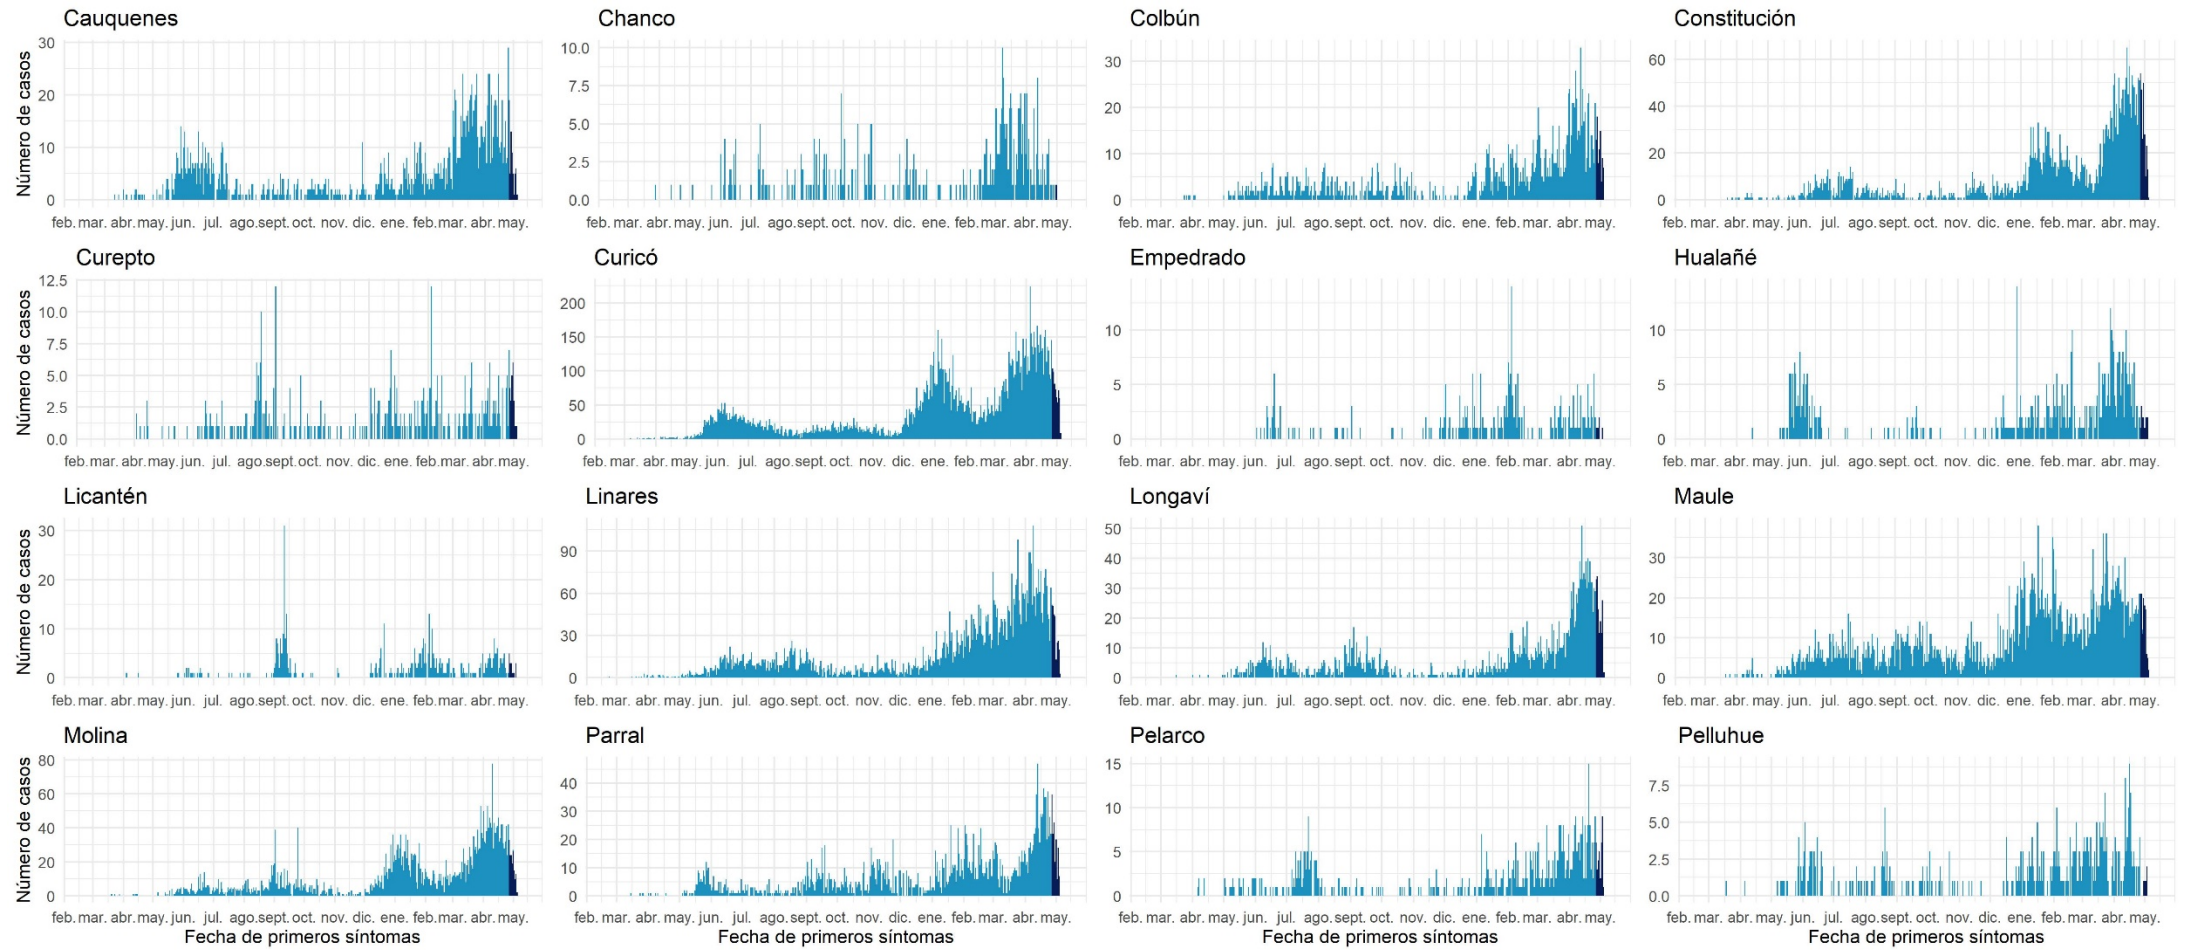 Cauquenes Chanco Colbún Constitución
Número de casos
30
20
10
0
10.0
7.5
5.0
2.5
0.0
30
20
10
0
60
40
20
0
feb. mar. abr. may. jun. jul. ago. sept. oct. nov. dic. ene. feb. mar. abr. may.
feb. mar. abr. may. jun. jul. ago. sept. oct. nov. dic. ene. feb. mar. abr. may.
feb. mar. abr. may. jun. jul. ago. sept. oct. nov. dic. ene. feb. mar. abr. may.
feb. mar. abr. may. jun. jul. ago. sept. oct. nov. dic. ene. feb. mar. abr. may.
Curepto Curicó Empedrado Hualañé
Número de casos
12.5
10.0
7.5
5.0
2.5
0.0
200
150
100
50
0
10
5
0
10
5
0
feb. mar. abr. may. jun. jul. ago. sept. oct. nov. dic. ene. feb. mar. abr. may.
feb. mar. abr. may. jun. jul. ago. sept. oct. nov. dic. ene. feb. mar. abr. may.
feb. mar. abr. may. jun. jul. ago. sept. oct. nov. dic. ene. feb. mar. abr. may.
feb. mar. abr. may. jun. jul. ago. sept. oct. nov. dic. ene. feb. mar. abr. may.
Licantén Linares Longaví Maule
Número de casos
30
20
10
0
90
60
30
0
50
40
30
20
10
0
30
20
10
0
feb. mar. abr. may. jun. jul. ago. sept. oct. nov. dic. ene. feb. mar. abr. may.
feb. mar. abr. may. jun. jul. ago. sept. oct. nov. dic. ene. feb. mar. abr. may.
feb. mar. abr. may. jun. jul. ago. sept. oct. nov. dic. ene. feb. mar. abr. may.
feb. mar. abr. may. jun. jul. ago. sept. oct. nov. dic. ene. feb. mar. abr. may.
Molina Parral Pelarco Pelluhue
Número de casos
80
60
40
20
0
40
30
20
10
0
15
10
5
0
7.5
5.0
2.5
0.0
feb. mar. abr. may. jun. jul. ago. sept. oct. nov. dic. ene. feb. mar. abr. may.
feb. mar. abr. may. jun. jul. ago. sept. oct. nov. dic. ene. feb. mar. abr. may.
feb. mar. abr. may. jun. jul. ago. sept. oct. nov. dic. ene. feb. mar. abr. may.
feb. mar. abr. may. jun. jul. ago. sept. oct. nov. dic. ene. feb. mar. abr. may.
Fecha de primeros síntomas Fecha de primeros síntomas Fecha de primeros síntomas Fecha de primeros síntomas